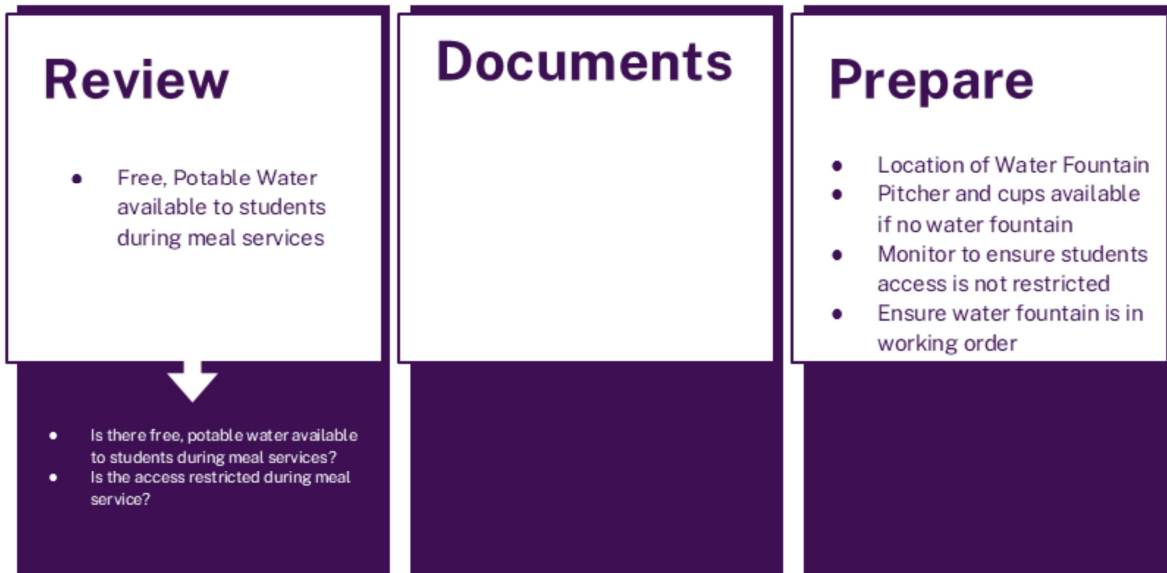 Review
● Free, Potable Water
available to students
during meal services
● Is there free, potable water available
to students during meal services?
● Is the access restricted during meal
service?
Documents
Prepare
● Location of Water Fountain
● Pitcher and cups available
if no water fountain
● Monitor to ensure students
access is not restricted
● Ensure water fountain is in
working order